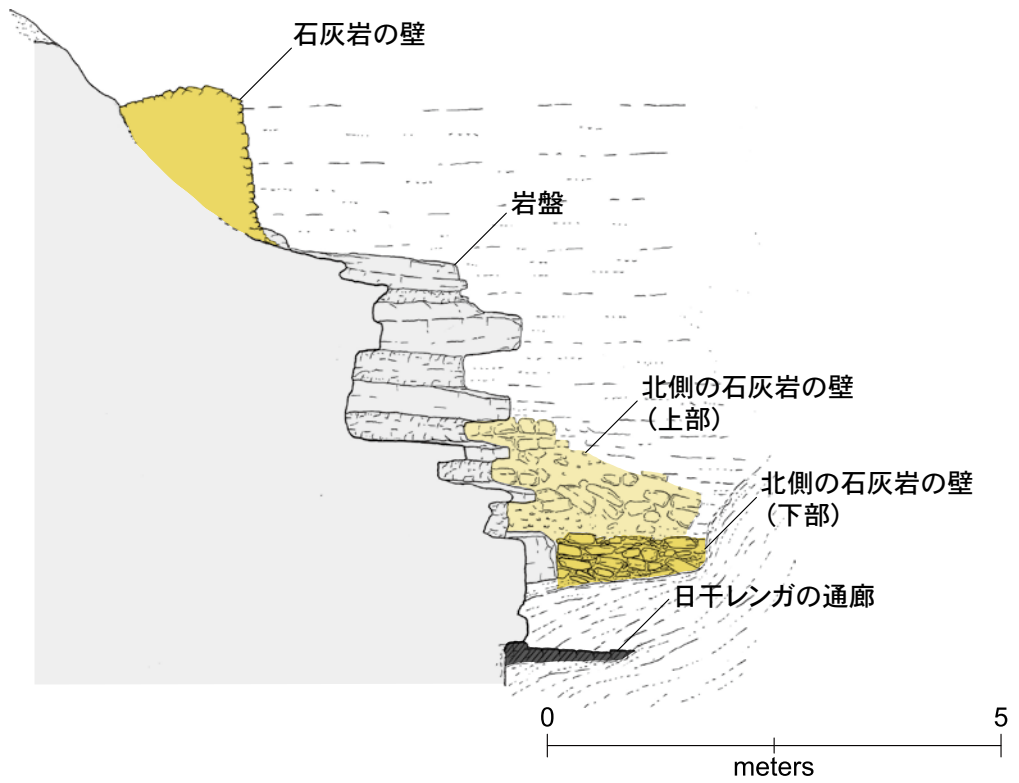 石灰岩の壁
岩盤
北側の石灰岩の壁
（上部）
北側の石灰岩の壁
（下部）
日干レンガの通廊
0
5
meters